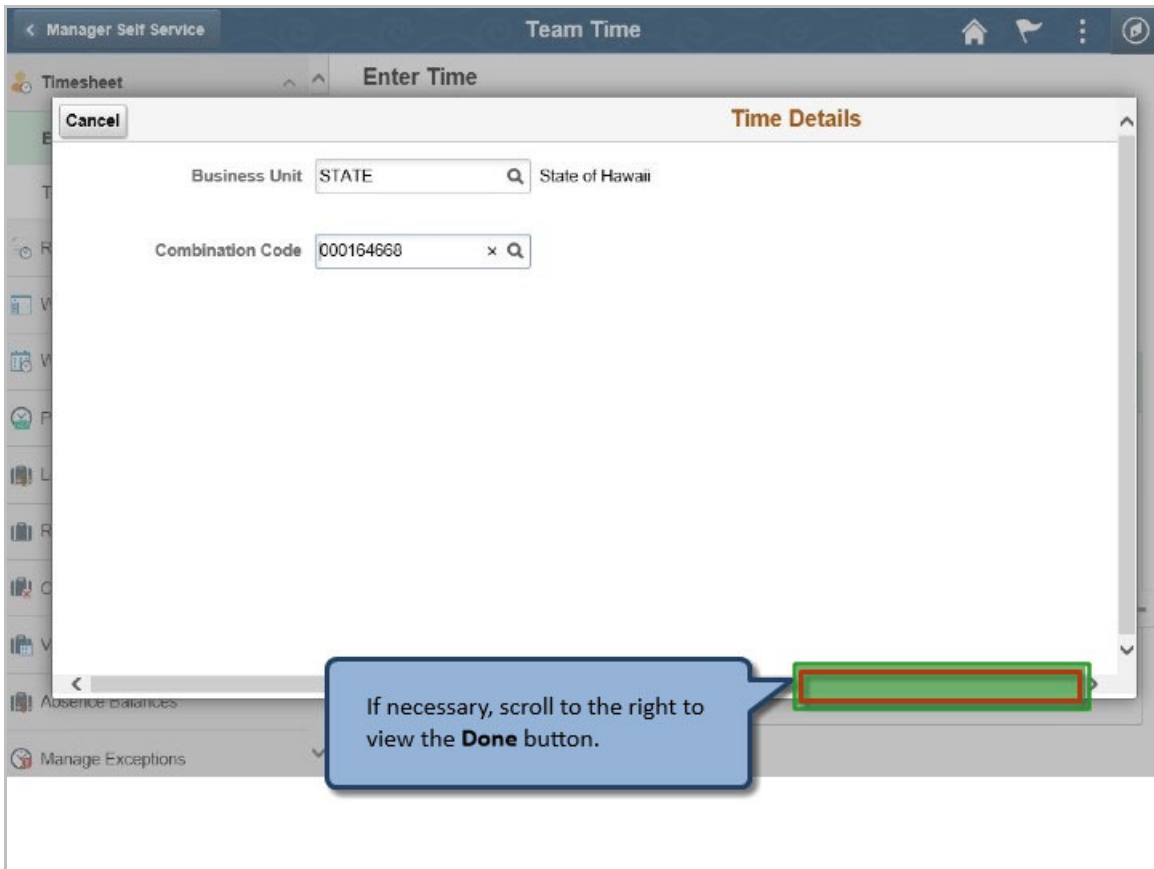 Manager Self Service
Team Time
Timesheet
Enter Time
Cancel
Time Details
E
Business Unit STATE State of Hawaii
T
R
Combination Code 000164668
W
W
P
L
R
C
V
If necessary, scroll to the right to
view the Done button.
Absence Balances
Manage Exceptions